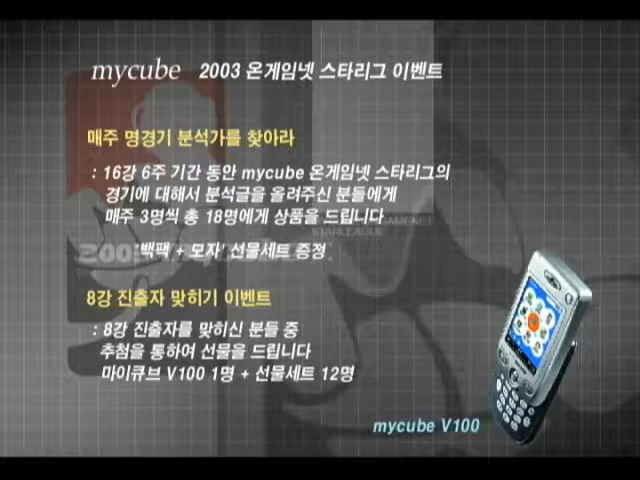 mycube 2003 온게임넷 스타리그 이벤트
매주 명경기 분석가를 찾아라
: 16강 6주 기간 동안 mycube 온게임넷 스타리그의
경기에 대해서 분석글을 올려주신 분들에게
매주 3명씩 총 18명에게 상품을 드립니다
'백팩 + 모자' 선물세트 증정
8강 진출자 맞히기 이벤트
: 8강 진출자를 맞히신 분들 중
추첨을 통하여 선물을 드립니다
마이큐브 V100 1명 + 선물세트 12명
mycube V100